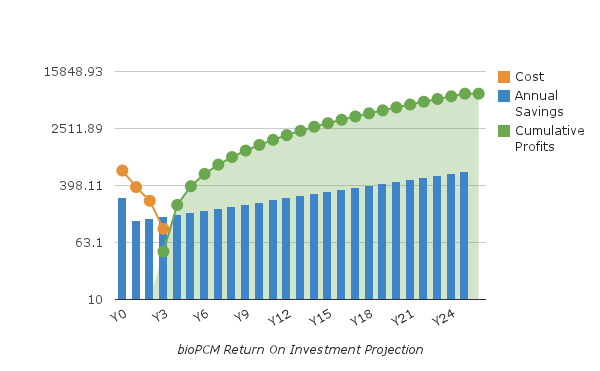 15848.93
2511.89
398.11
63.1
10
Cost
Annual
Savings
Cumulative
Profits
Y0 Y3 Y6 Y9 Y12 Y15 Y18 Y21 Y24
bioPCM Return On Investment Projection